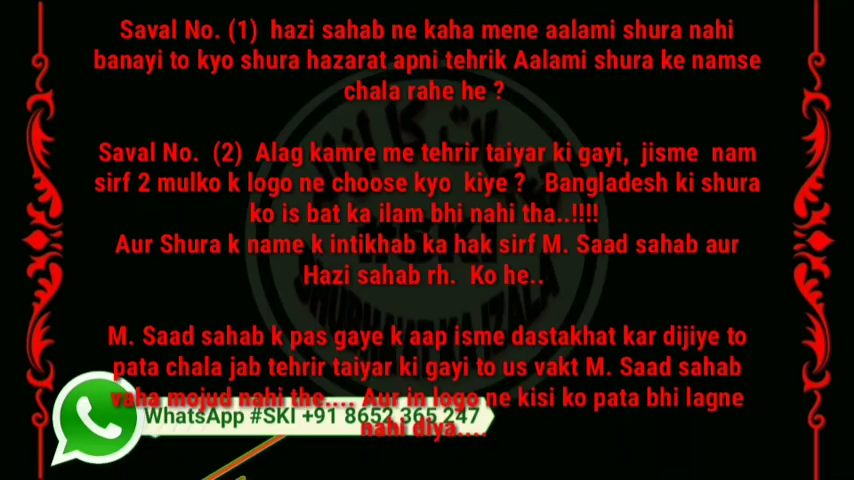 Saval No. (1) hazi sahab ne kaha mene aalami shura nahi
banayi to kyo shura hazarat apni tehrik Aalami shura ke namse
chala rahe he ?
Saval No. (2) Alag kamre me tehrir taiyar ki gayi, jisme nam
sirf 2 mulko k logo ne choose kyo kiye ? Bangladesh ki shura
ko is bat ka ilam bhi nahi tha..!!!!
Aur Shura k name k intikhab ka hak sirf M. Saad sahab aur
Hazi sahab rh. Ko he..
M. Saad sahab k pas gaye k aap isme dastakhat kar dijiye to
pata chala jab tehrir taiyar ki gayi to us vakt M. Saad sahab
vaha mojud nahi the.... Aur in logo ne kisi ko pata bhi lagne
WhatsApp #SKI +91 8652 365 247
nahi diya....